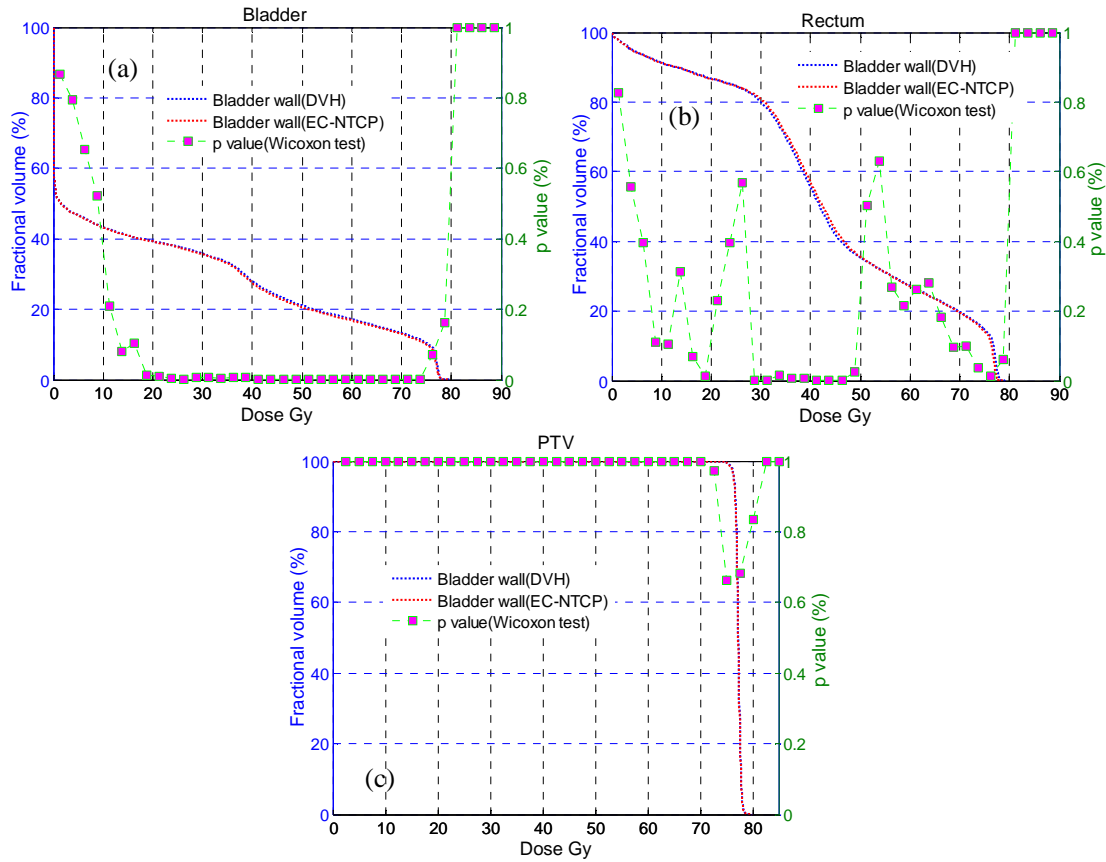 Bladder
(a)
Bladder wall(DVH)
Bladder wall(EC-NTCP)
p value(Wicoxon test)
Fractional volume (%)
p value (%)
100
80
60
40
20
0
1
0.8
0.6
0.4
0.2
0
0 10 20 30 40 50 60 70 80 90
Dose Gy
Rectum
(b)
Bladder wall(DVH)
Bladder wall(EC-NTCP)
p value(Wicoxon test)
Fractional volume (%)
p value (%)
100
80
60
40
20
0
1
0.8
0.6
0.4
0.2
0
0 10 20 30 40 50 60 70 80 90
Dose Gy
PTV
Bladder wall(DVH)
Bladder wall(EC-NTCP)
p value(Wicoxon test)
(c)
Fractional volume (%)
p value (%)
100
80
60
40
20
0
1
0.8
0.6
0.4
0.2
0
0 10 20 30 40 50 60 70 80
Dose Gy